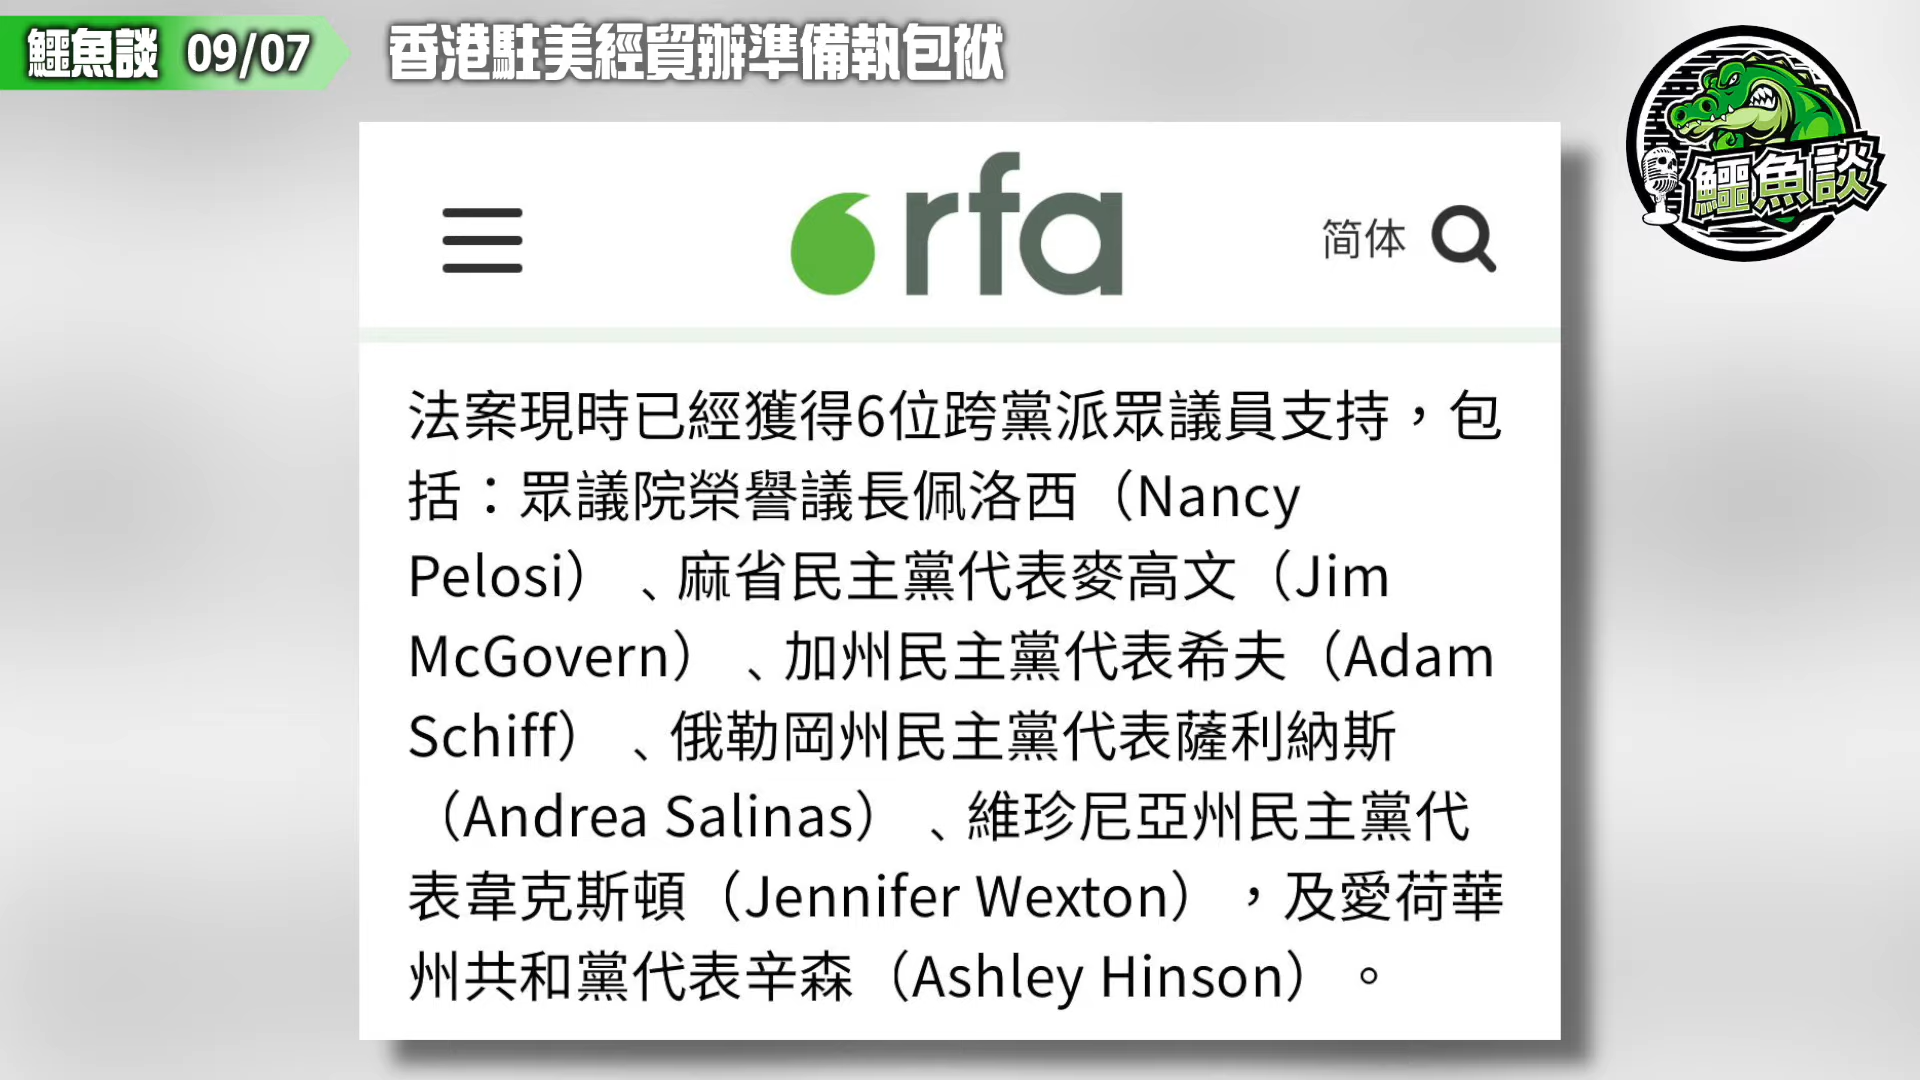 鱷魚談 09/07 香港駐美經貿辦準備執包袱
鱷魚談
rfa
简体
法案現時已經獲得6位跨黨派眾議員支持，包
括：眾議院榮譽議長佩洛西（Nancy
Pelosi）、麻省民主黨代表麥高文（Jim
McGovern）、加州民主黨代表希夫（Adam
Schiff）、俄勒岡州民主黨代表薩利納斯
（Andrea Salinas）、維珍尼亞州民主黨代
表韋克斯頓（Jennifer Wexton），及愛荷華
州共和黨代表辛森（Ashley Hinson）。